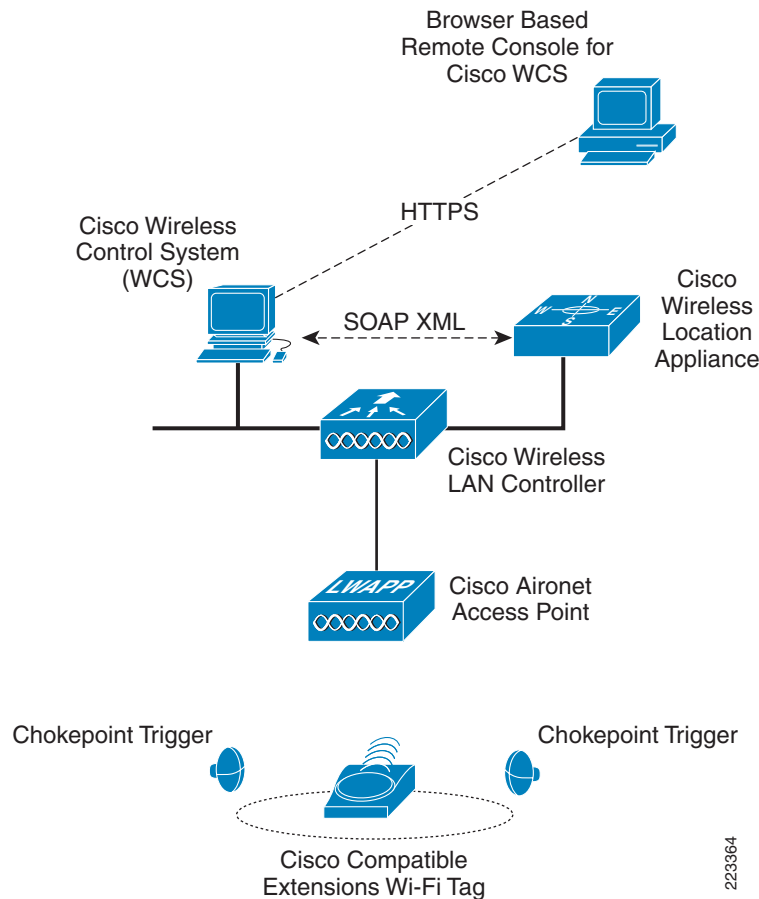 Browser Based
Remote Console for
Cisco WCS
HTTPS
Cisco Wireless
Control System
(WCS)
SOAP XML
N
W
E
S
Cisco
Wireless
Location
Appliance
Cisco Wireless
LAN Controller
LWAPP
Cisco Aironet
Access Point
Chokepoint Trigger
Chokepoint Trigger
Cisco Compatible
Extensions Wi-Fi Tag
223364